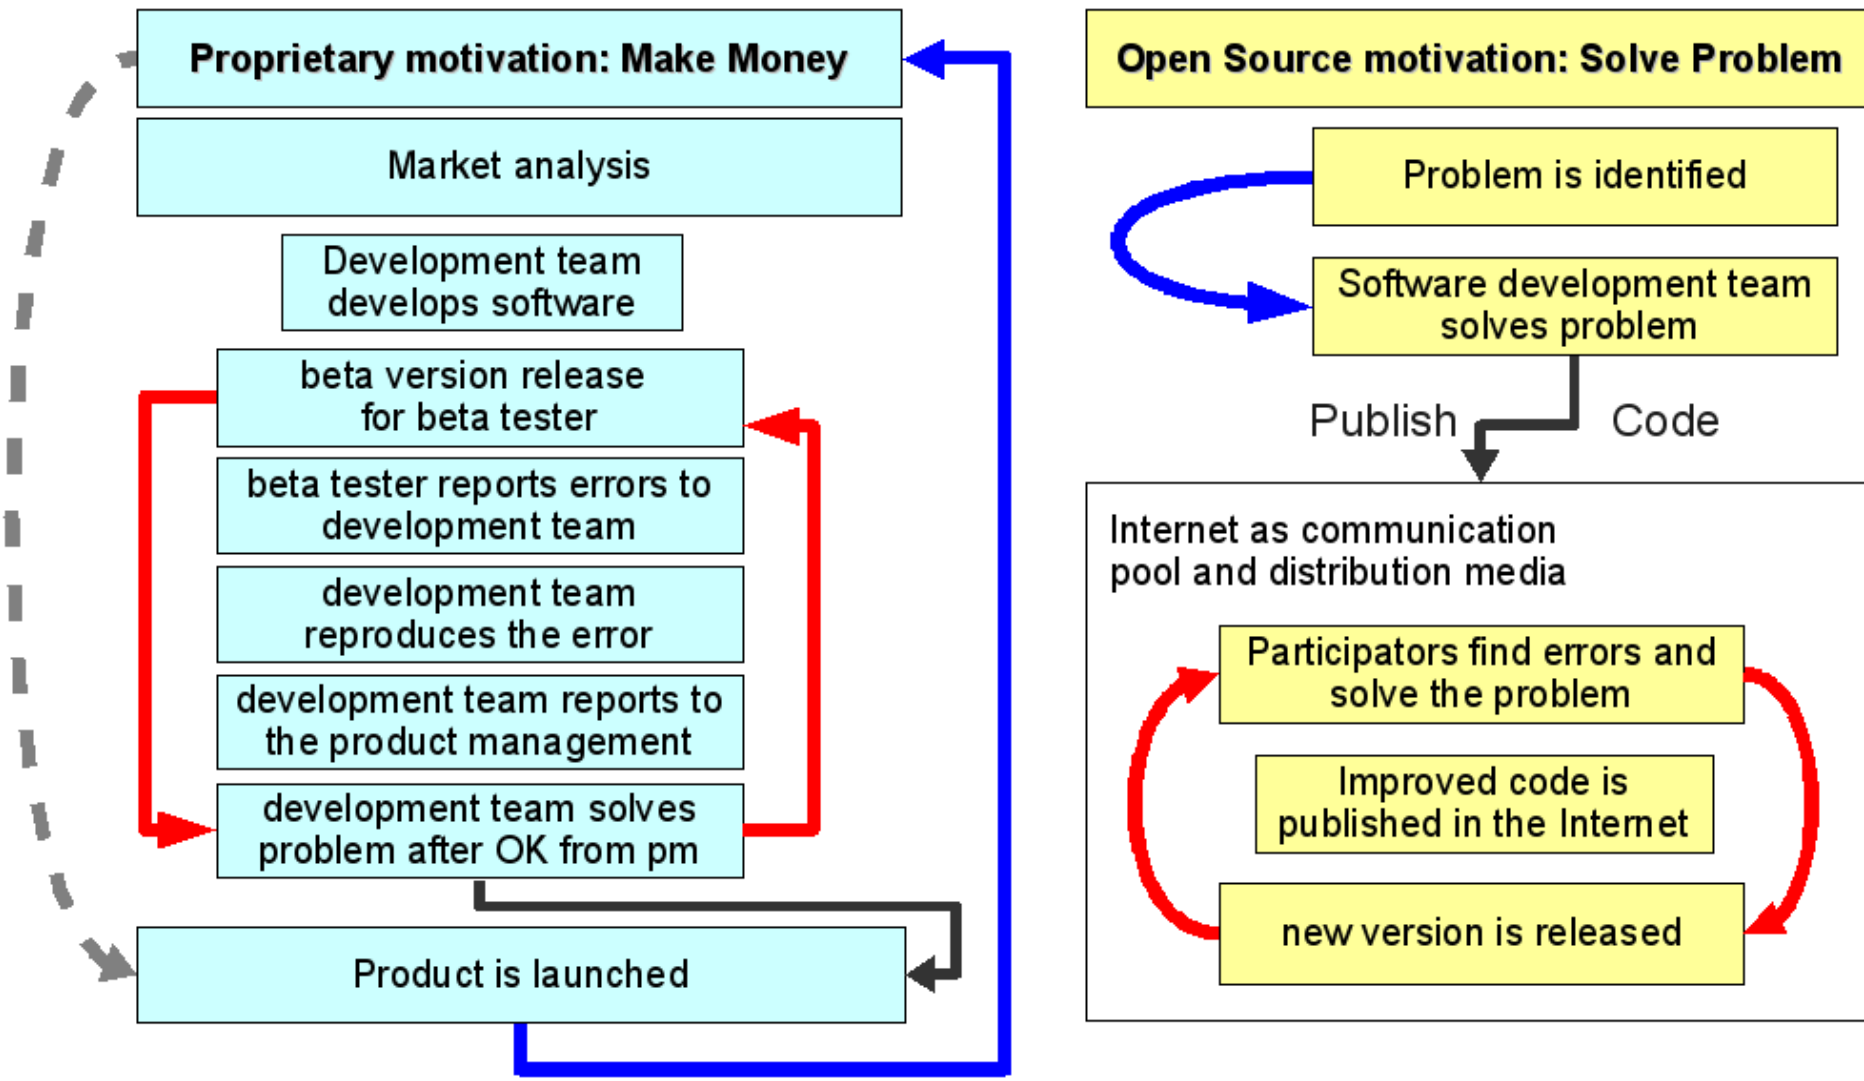 Proprietary motivation: Make Money
Market analysis
Development team
develops software
beta version release
for beta tester
beta tester reports errors to
development team
development team
reproduces the error
development team reports to
the product management
development team solves
problem after OK from pm
Product is launched
Open Source motivation: Solve Problem
Problem is identified
Software development team
solves problem
Publish Code
Internet as communication
pool and distribution media
Participators find errors and
solve the problem
Improved code is
published in the Internet
new version is released